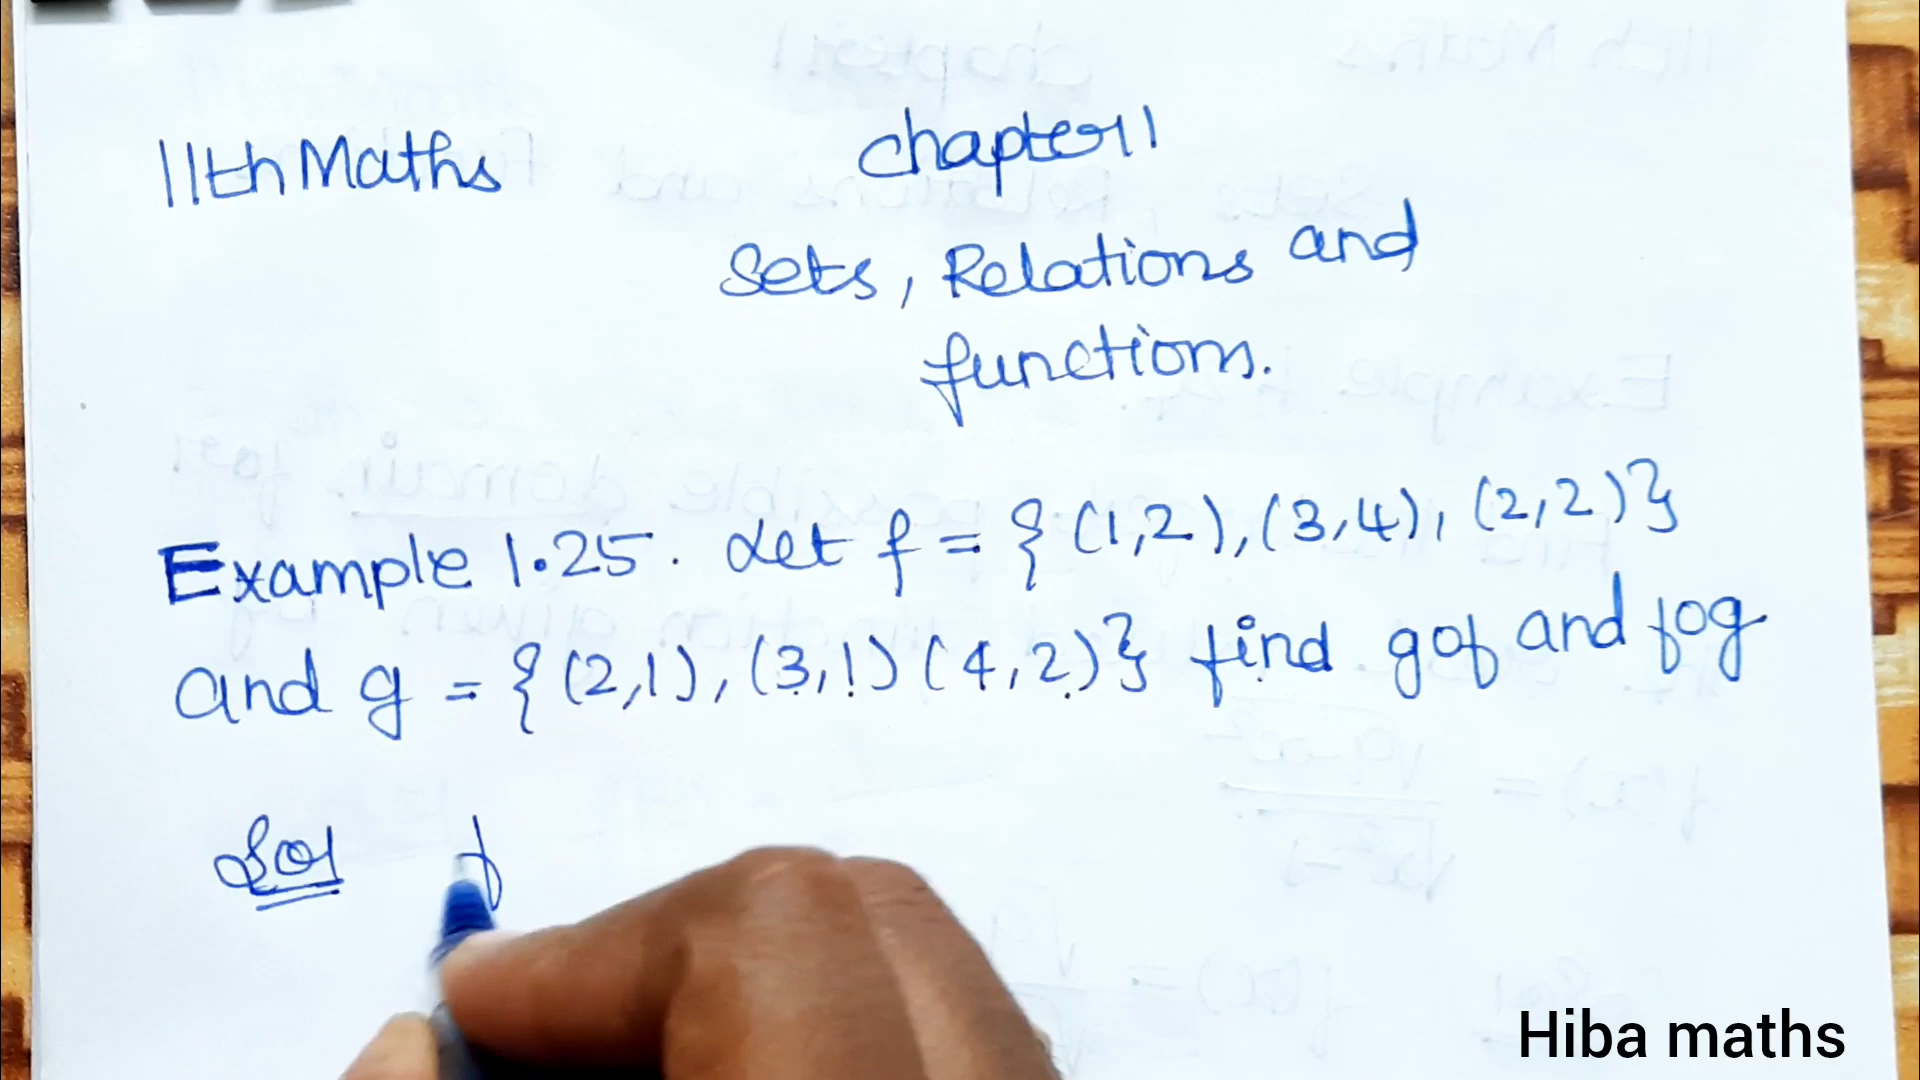 11th Maths
chapter 1
Sets, Relations and
functions.
Example 1.25. Let f = {(1,2),(3,4),(2,2)}
and g = {(2,1),(3,1)(4,2)} find gof and fog
Sol f
Hiba maths